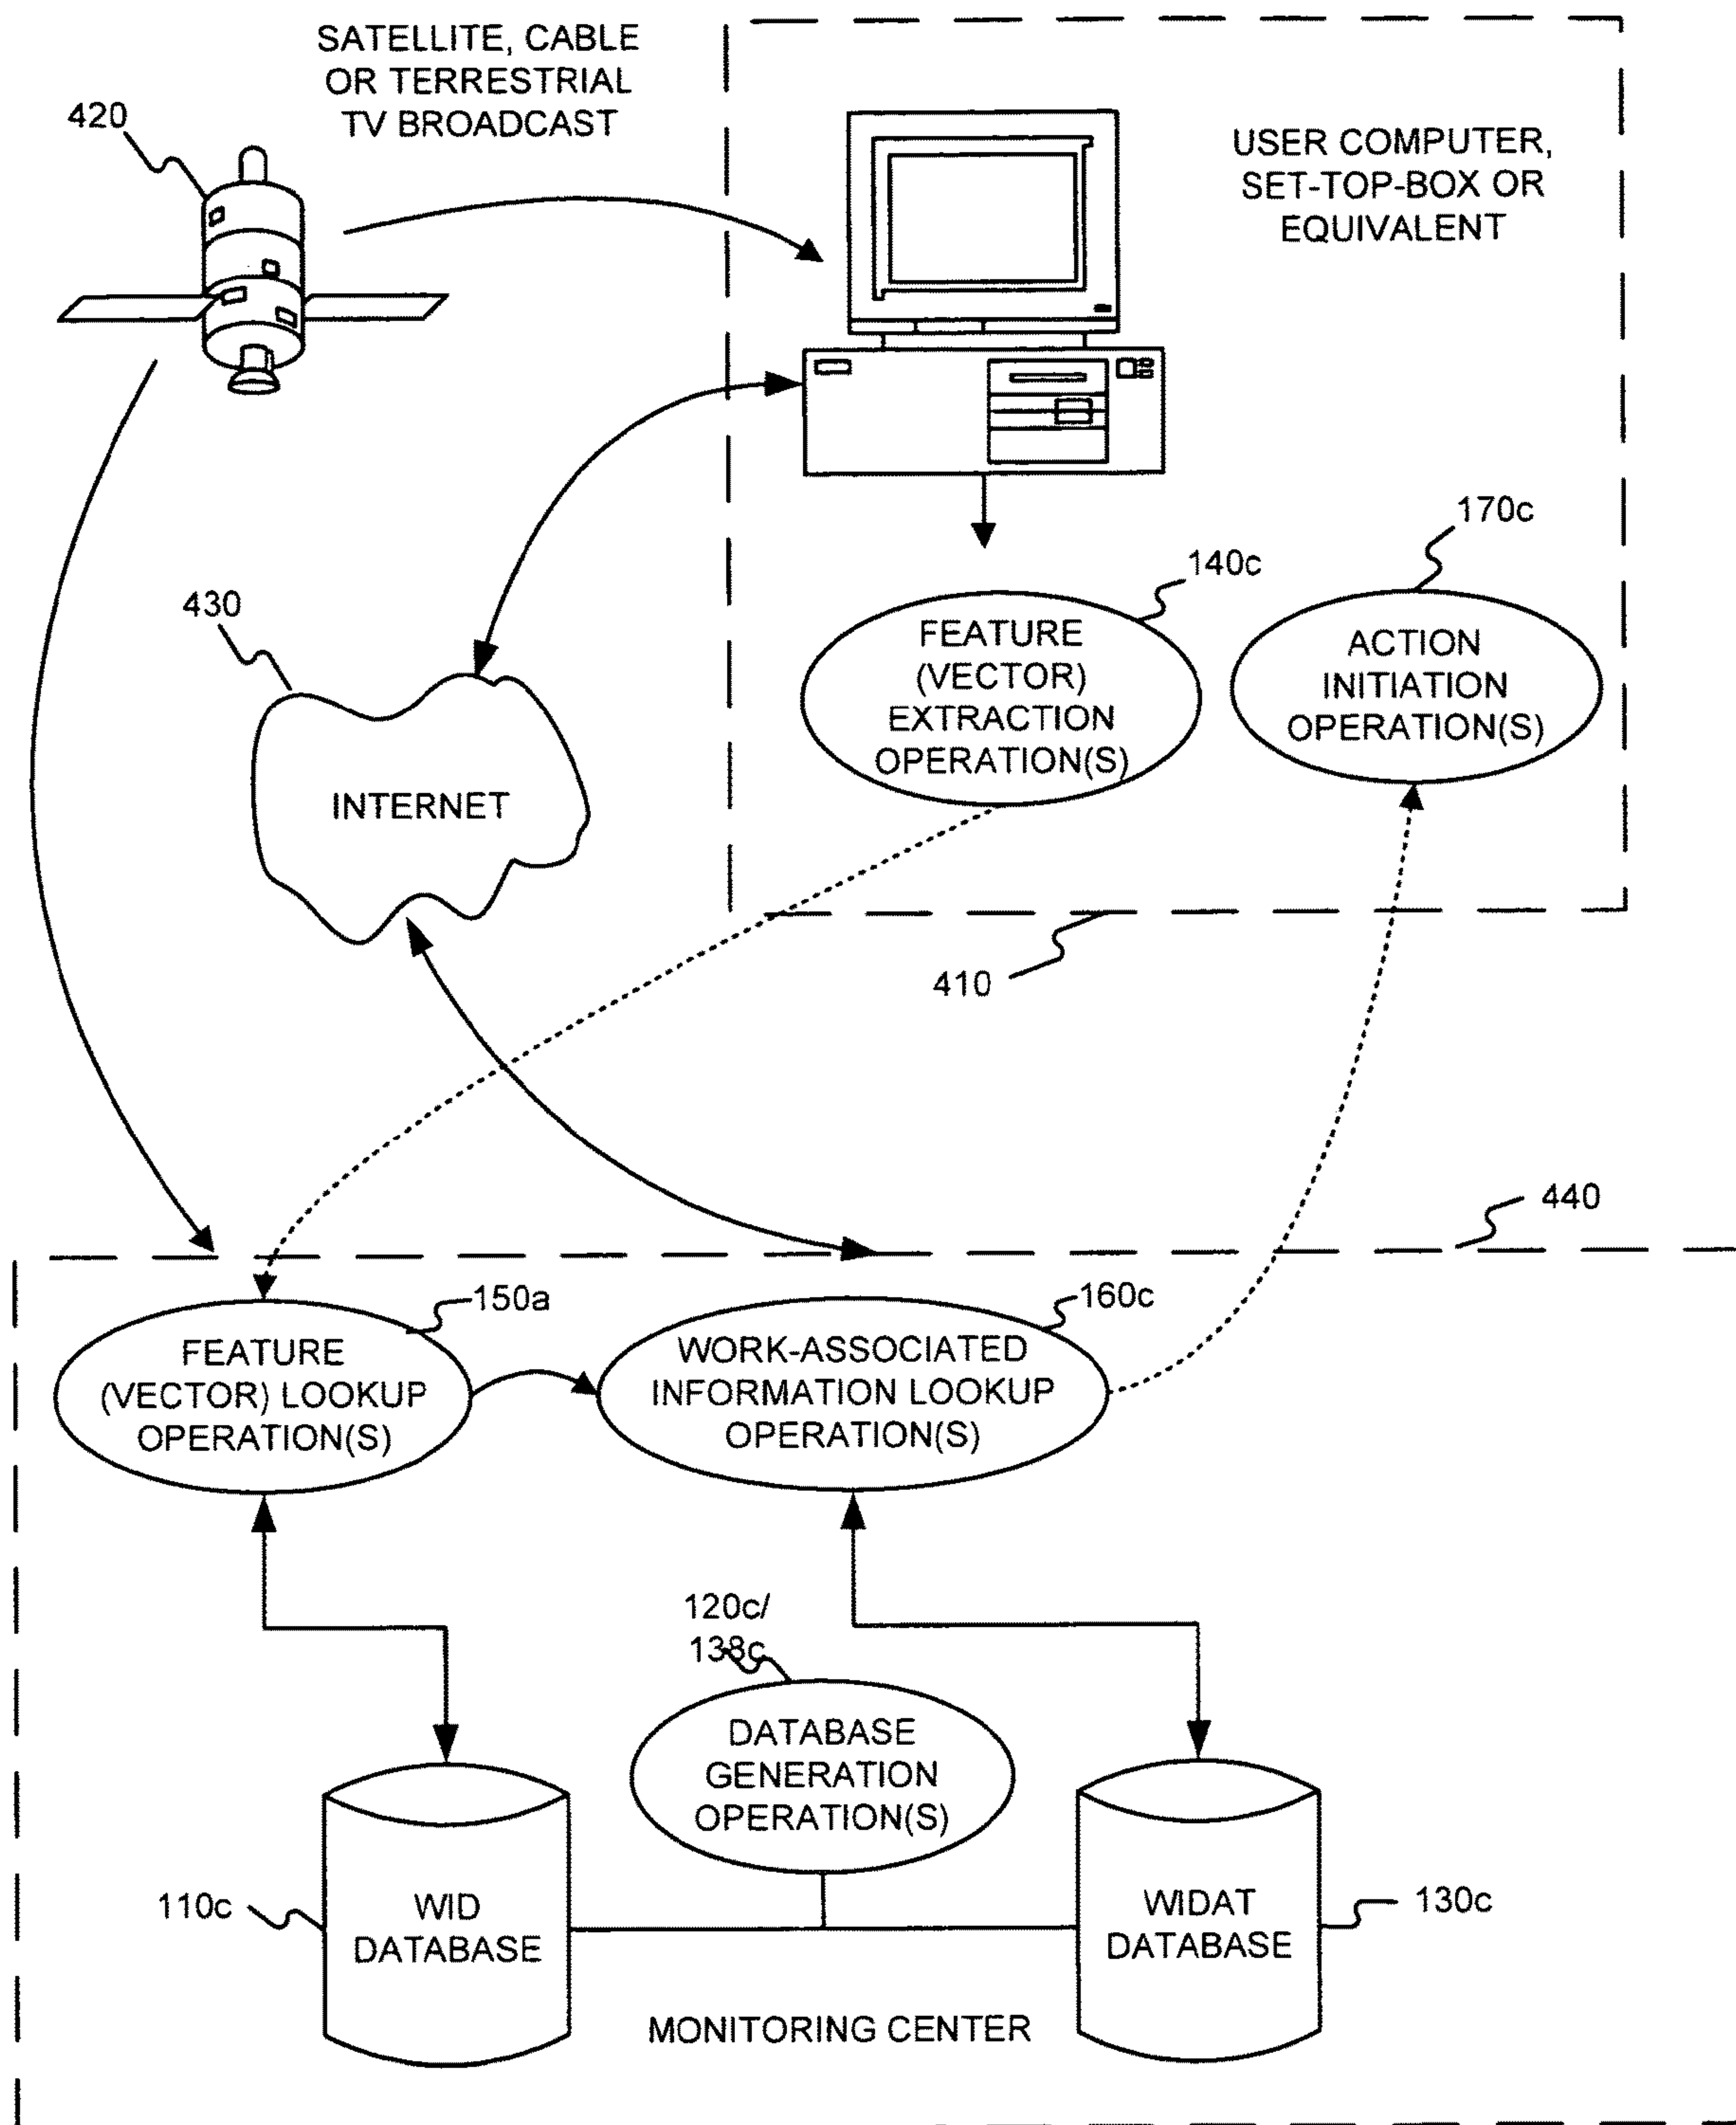 SATELLITE, CABLE
OR TERRESTRIAL
TV BROADCAST
420
USER COMPUTER,
SET-TOP-BOX OR
EQUIVALENT
170c
140c
430
FEATURE
(VECTOR)
EXTRACTION
OPERATION(S)
ACTION
INITIATION
OPERATION(S)
INTERNET
410
440
150a
160c
FEATURE
(VECTOR) LOOKUP
OPERATION(S)
WORK-ASSOCIATED
INFORMATION LOOKUP
OPERATION(S)
120c/
138c
DATABASE
GENERATION
OPERATION(S)
110c
WID
DATABASE
WIDAT
DATABASE
130c
MONITORING CENTER